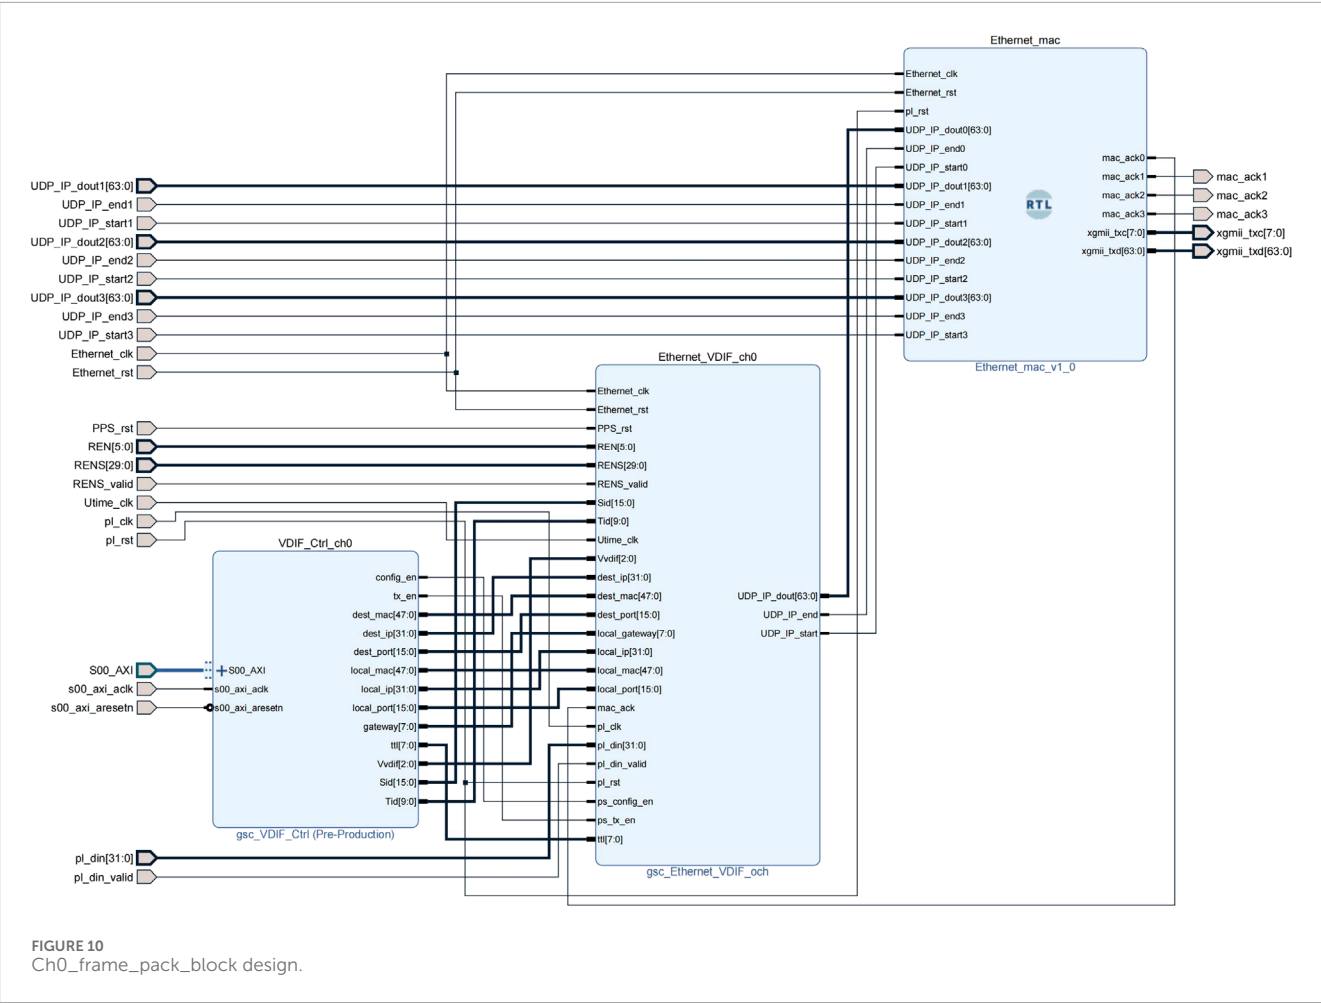 Ethernet_mac
Ethernet_clk
Ethernet_rst
pl_rst
UDP_IP_dout0[63:0]
UDP_IP_end0
UDP_IP_start0
UDP_IP_dout1[63:0]
UDP_IP_end1
UDP_IP_start1
UDP_IP_dout2[63:0]
UDP_IP_end2
UDP_IP_start2
UDP_IP_dout3[63:0]
UDP_IP_end3
UDP_IP_start3
RTL
mac_ack0
mac_ack1
mac_ack2
mac_ack3
xgmii_txc[7:0]
xgmii_txd[63:0]
Ethernet_mac_v1_0
mac_ack1
mac_ack2
mac_ack3
xgmii_txc[7:0]
xgmii_txd[63:0]
UDP_IP_dout1[63:0]
UDP_IP_end1
UDP_IP_start1
UDP_IP_dout2[63:0]
UDP_IP_end2
UDP_IP_start2
UDP_IP_dout3[63:0]
UDP_IP_end3
UDP_IP_start3
Ethernet_clk
Ethernet_rst
PPS_rst
REN[5:0]
RENS[29:0]
RENS_valid
Utime_clk
pl_clk
pl_rst
S00_AXI
s00_axi_aclk
s00_axi_aresetn
pl_din[31:0]
pl_din_valid
VDIF_Ctrl_ch0
S00_AXI
s00_axi_aclk
s00_axi_aresetn
config_en
tx_en
dest_mac[47:0]
dest_ip[31:0]
dest_port[15:0]
local_mac[47:0]
local_ip[31:0]
local_port[15:0]
gateway[7:0]
ttl[7:0]
Vvdif[2:0]
Sid[15:0]
Tid[9:0]
gsc_VDIF_Ctrl (Pre-Production)
Ethernet_VDIF_ch0
Ethernet_clk
Ethernet_rst
PPS_rst
REN[5:0]
RENS[29:0]
RENS_valid
Sid[15:0]
Tid[9:0]
Utime_clk
Vvdif[2:0]
dest_ip[31:0]
dest_mac[47:0]
dest_port[15:0]
local_gateway[7:0]
local_ip[31:0]
local_mac[47:0]
local_port[15:0]
mac_ack
pl_clk
pl_din[31:0]
pl_din_valid
pl_rst
ps_config_en
ps_tx_en
ttl[7:0]
UDP_IP_dout[63:0]
UDP_IP_end
UDP_IP_start
gsc_Ethernet_VDIF_och
FIGURE 10
Ch0_frame_pack_block design.